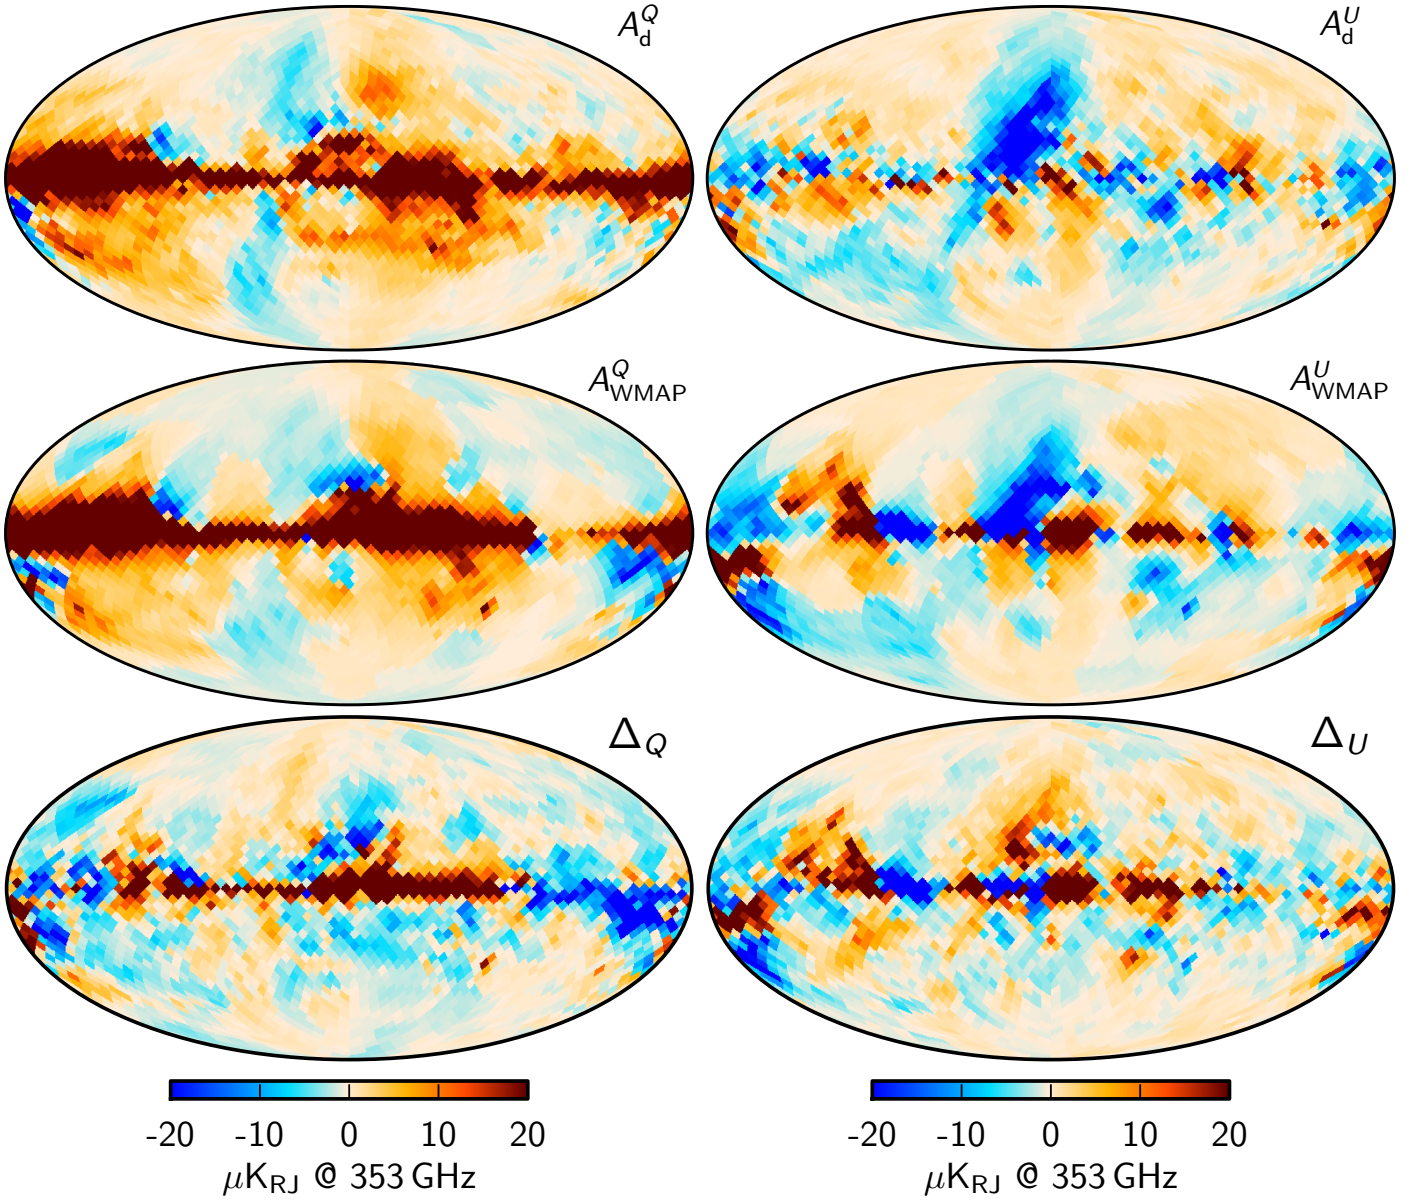 A_d^Q A_d^U
A_WMAP^Q A_WMAP^U
Δ_Q Δ_U
-20 -10 0 10 20 -20 -10 0 10 20
μK_RJ @ 353 GHz μK_RJ @ 353 GHz